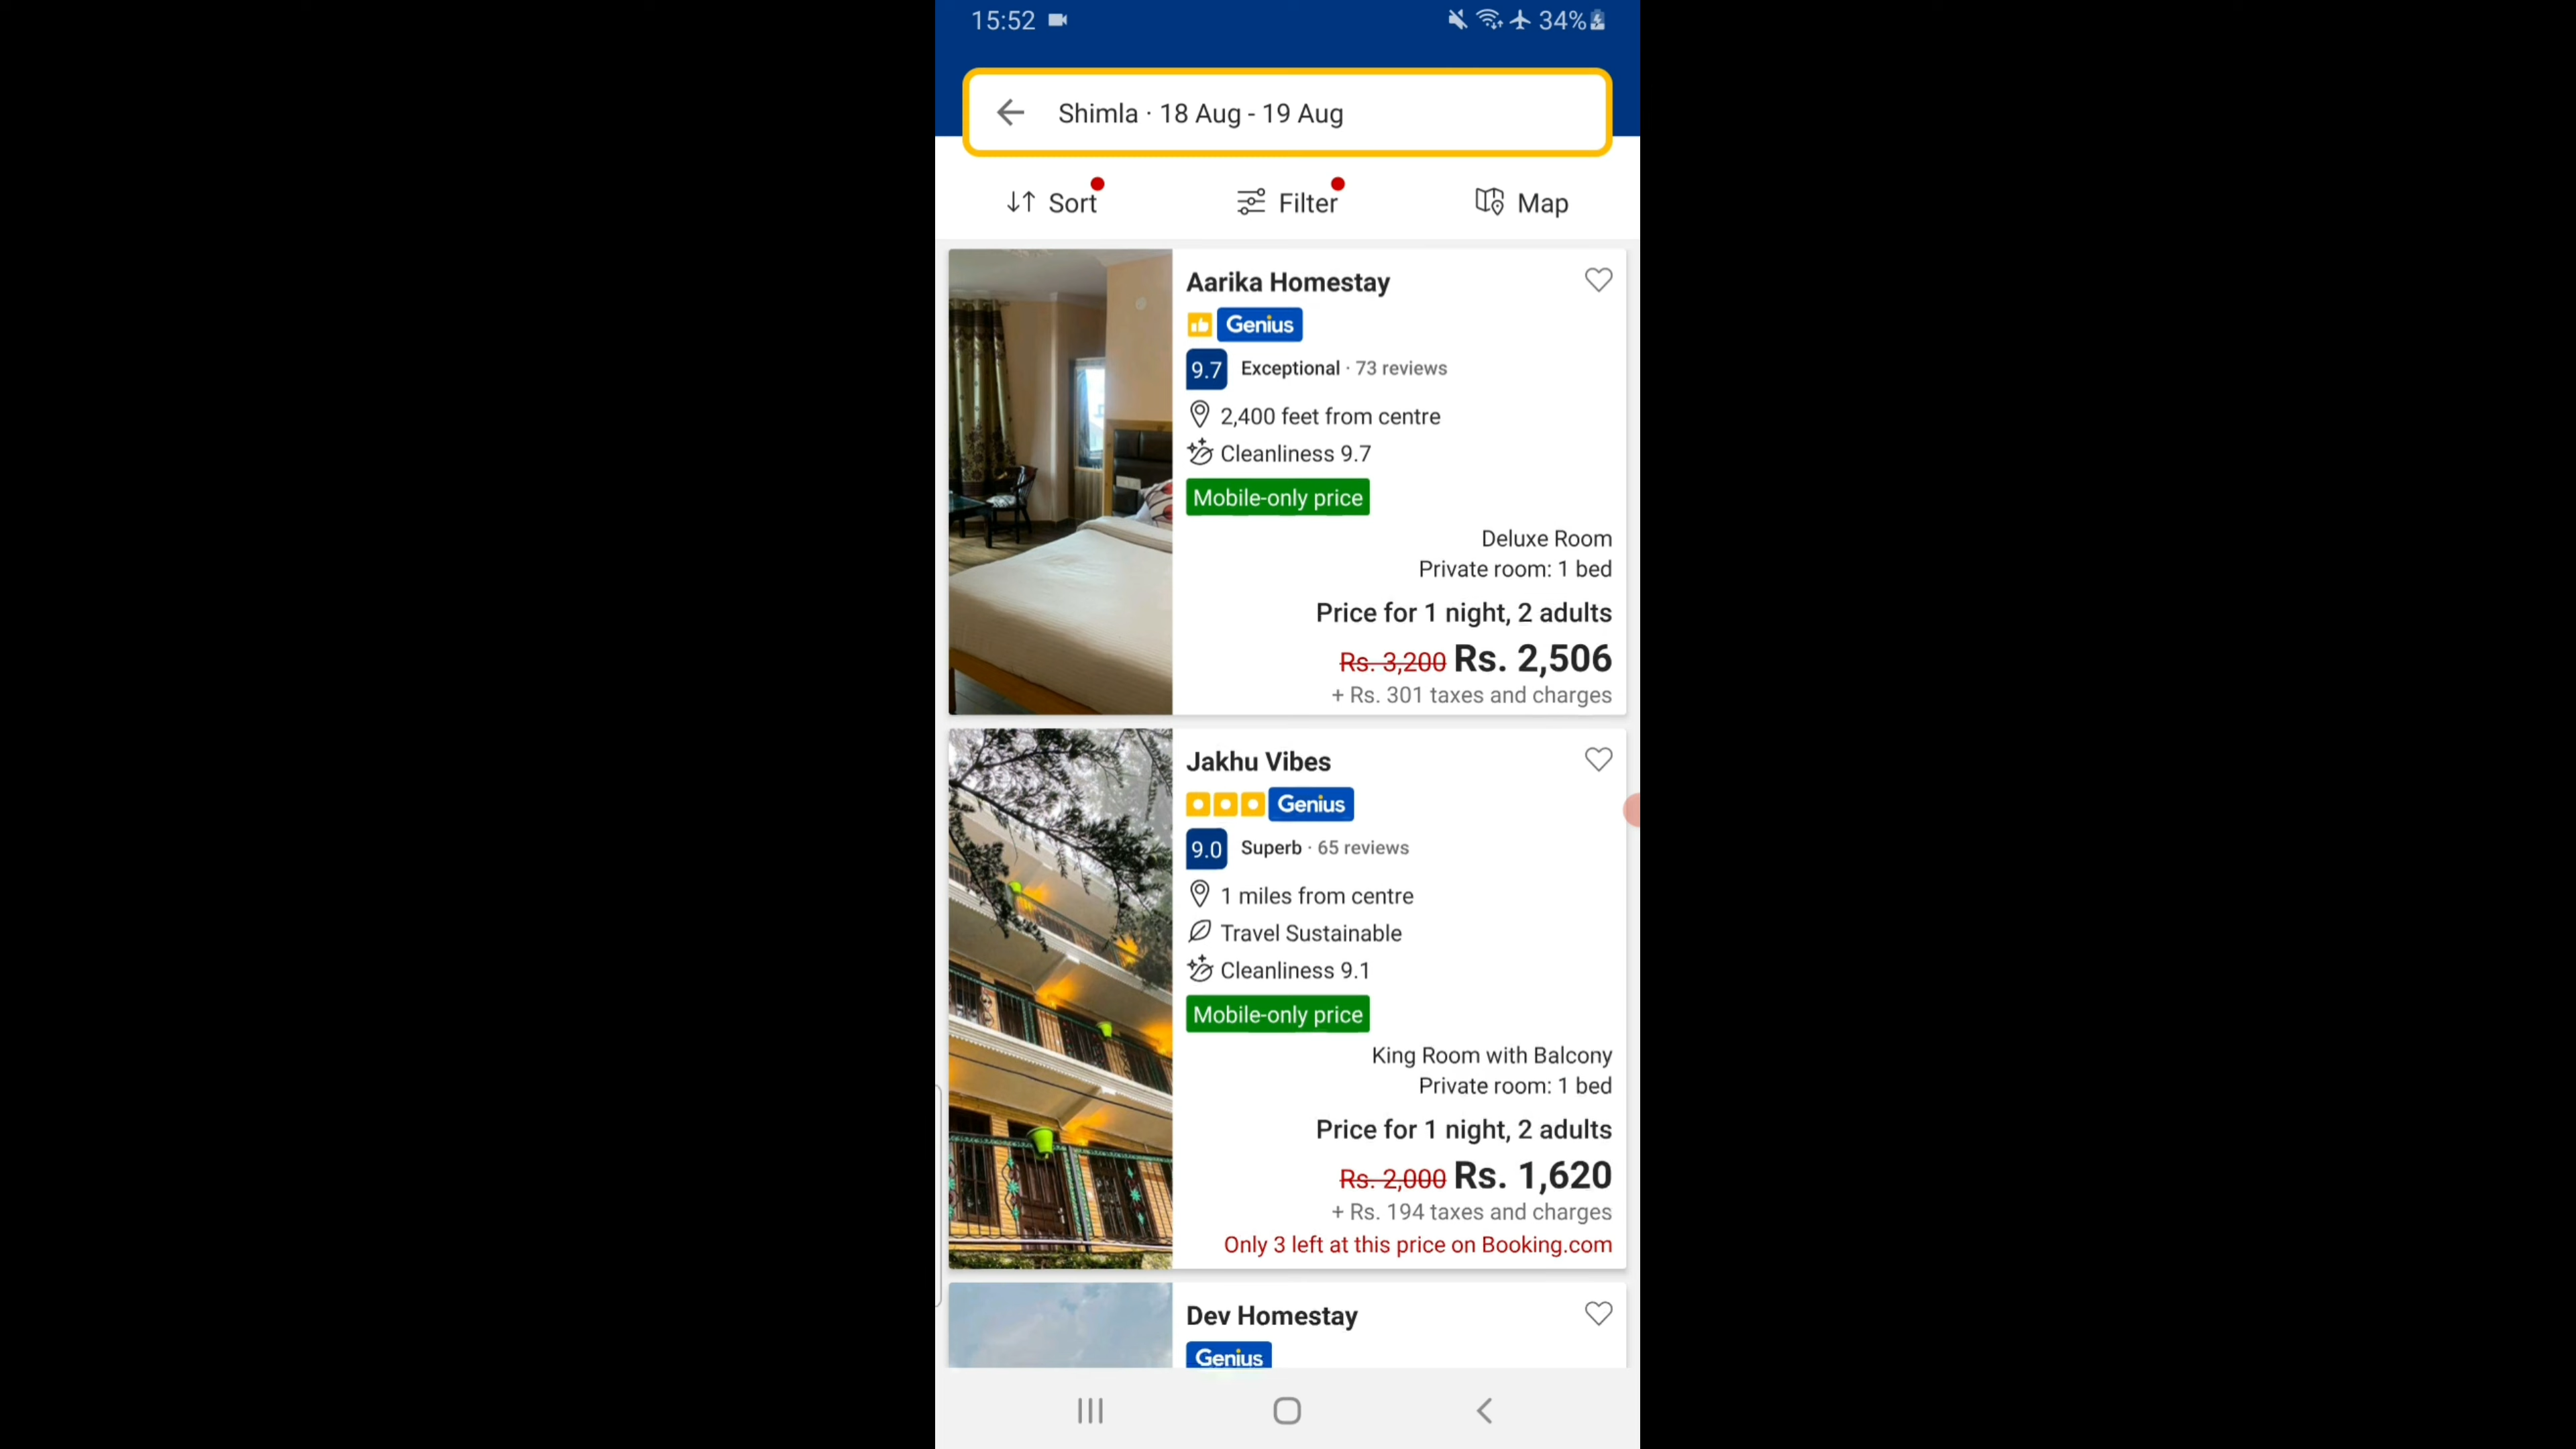 15:52
34%
Shimla · 18 Aug - 19 Aug
Sort
Filter
Map
Aarika Homestay
Genius
9.7 Exceptional · 73 reviews
2,400 feet from centre
Cleanliness 9.7
Mobile-only price
Deluxe Room
Private room: 1 bed
Price for 1 night, 2 adults
Rs. 3,200 Rs. 2,506
+ Rs. 301 taxes and charges
Jakhu Vibes
Genius
9.0 Superb · 65 reviews
1 miles from centre
Travel Sustainable
Cleanliness 9.1
Mobile-only price
King Room with Balcony
Private room: 1 bed
Price for 1 night, 2 adults
Rs. 2,000 Rs. 1,620
+ Rs. 194 taxes and charges
Only 3 left at this price on Booking.com
Dev Homestay
Genius